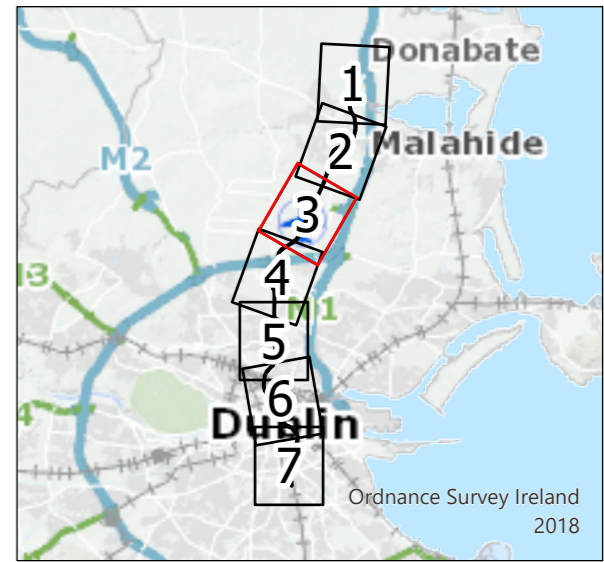 Donabate
1
M2
2
Malahide
3
13
4
M1
5
6
4
Dublin
7
Ordnance Survey Ireland
2018